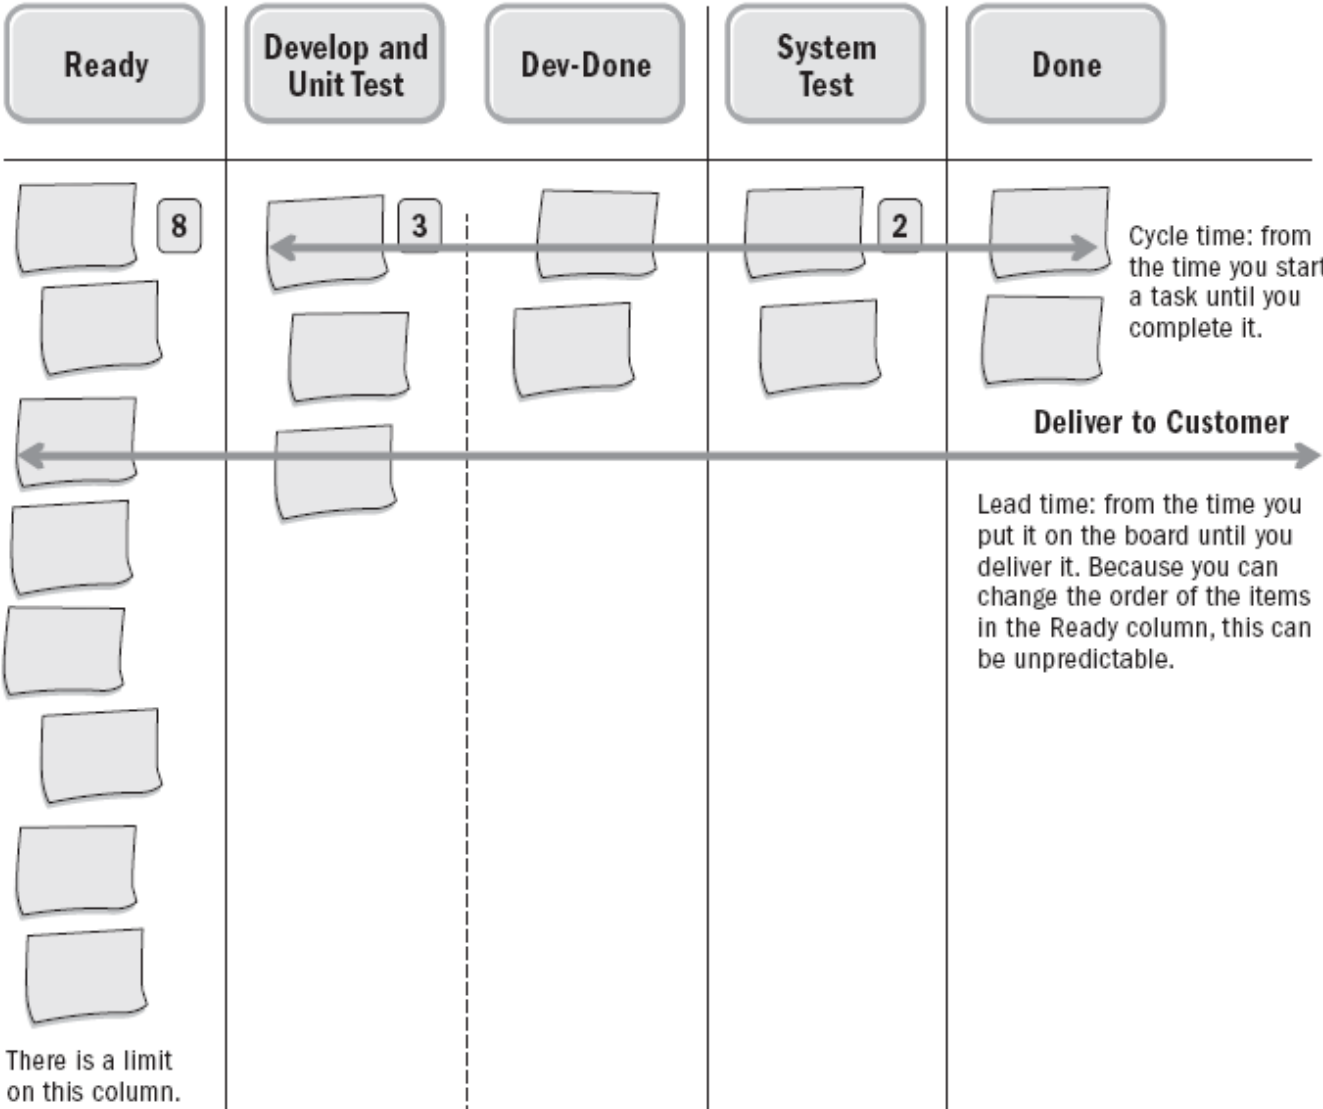 Ready
Develop and
Unit Test
Dev-Done
System
Test
Done
8
3
2
Cycle time: from
the time you start
a task until you
complete it.
Deliver to Customer
Lead time: from the time you
put it on the board until you
deliver it. Because you can
change the order of the items
in the Ready column, this can
be unpredictable.
There is a limit
on this column.